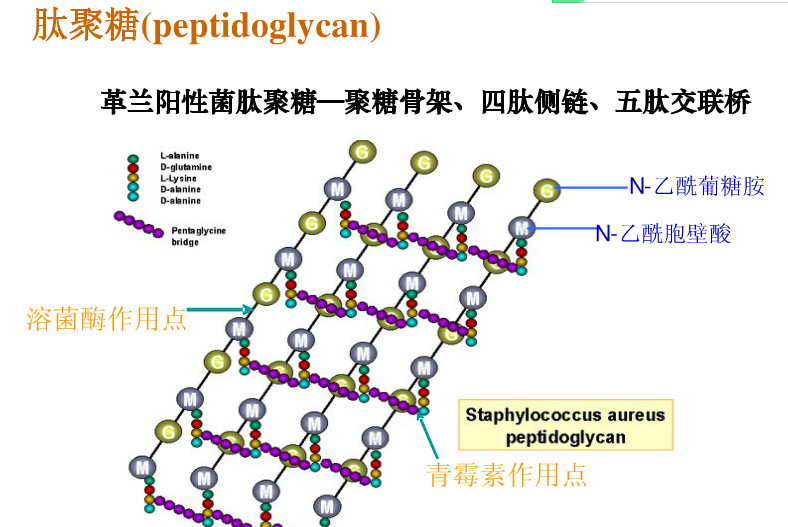 肽聚糖(peptidoglycan)
革兰阳性菌肽聚糖—聚糖骨架、四肽侧链、五肽交联桥
L-alanine
D-glutamine
L-Lysine
D-alanine
D-alanine
Pentaglycine
bridge
G
G
G
G
M
M
M
M
N-乙酰葡糖胺
N-乙酰胞壁酸
G
G
G
G
M
M
M
M
G
G
G
G
溶菌酶作用点
M
M
M
M
G
G
G
G
M
M
M
M
G
G
G
G
M
M
M
M
Staphylococcus aureus
peptidoglycan
青霉素作用点